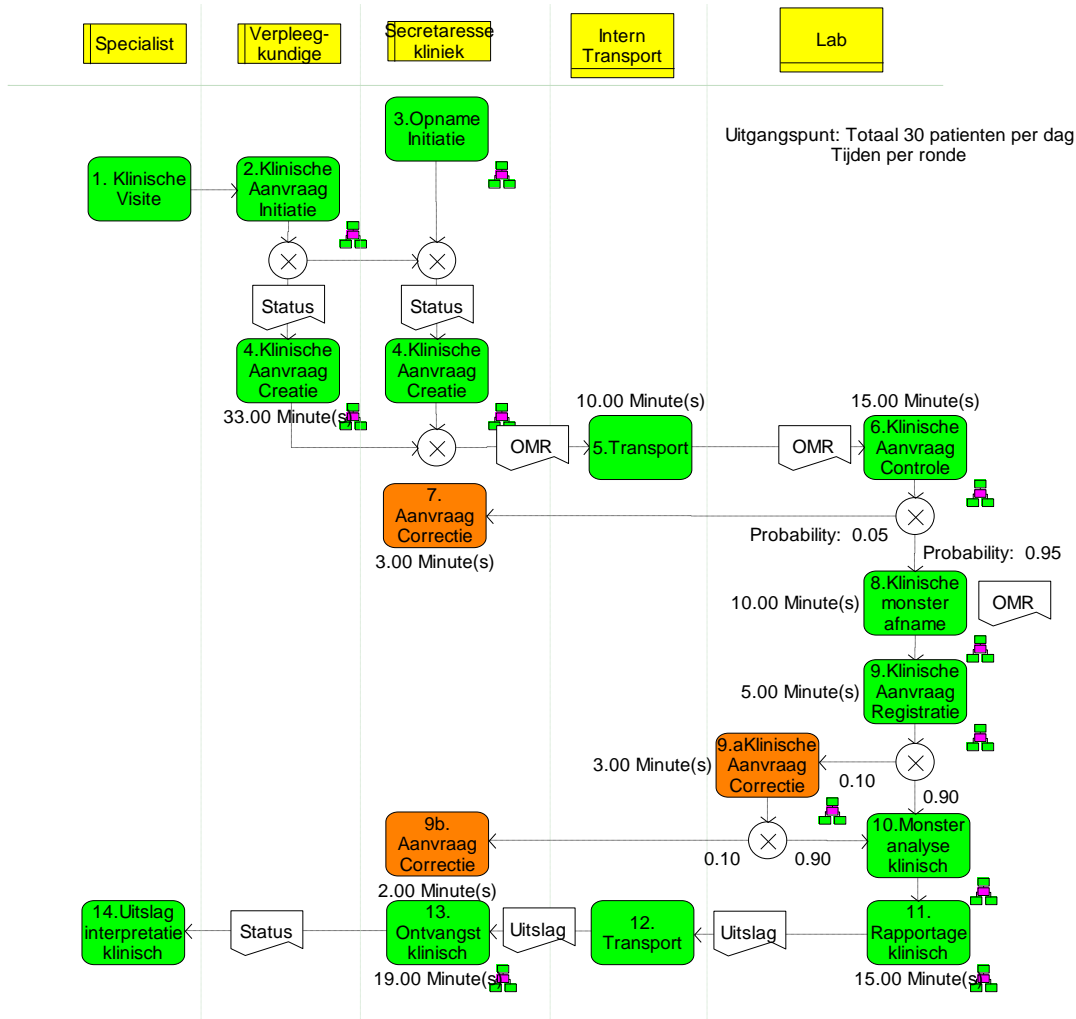 Specialist
Verpleeg-
kundige
Secretaresse
kliniek
Intern
Transport
Lab
3.Opname
Initiatie
Uitgangspunt: Totaal 30 patienten per dag
Tijden per ronde
1. Klinische
Visite
2.Klinische
Aanvraag
Initiatie
Status
Status
4.Klinische
Aanvraag
Creatie
33.00 Minute(s)
4.Klinische
Aanvraag
Creatie
OMR
10.00 Minute(s)
5.Transport
OMR
15.00 Minute(s)
6.Klinische
Aanvraag
Controle
7.
Aanvraag
Correctie
3.00 Minute(s)
Probability: 0.05
Probability: 0.95
10.00 Minute(s)
8.Klinische
monster
afname
OMR
5.00 Minute(s)
9.Klinische
Aanvraag
Registratie
3.00 Minute(s)
9.aKlinische
Aanvraag
Correctie
0.10
0.90
9b.
Aanvraag
Correctie
2.00 Minute(s)
0.10
0.90
10.Monster
analyse
klinisch
14.Uitslag
interpretatie
klinisch
Status
13.
Ontvangst
klinisch
19.00 Minute(s)
Uitslag
12.
Transport
Uitslag
11.
Rapportage
klinisch
15.00 Minute(s)